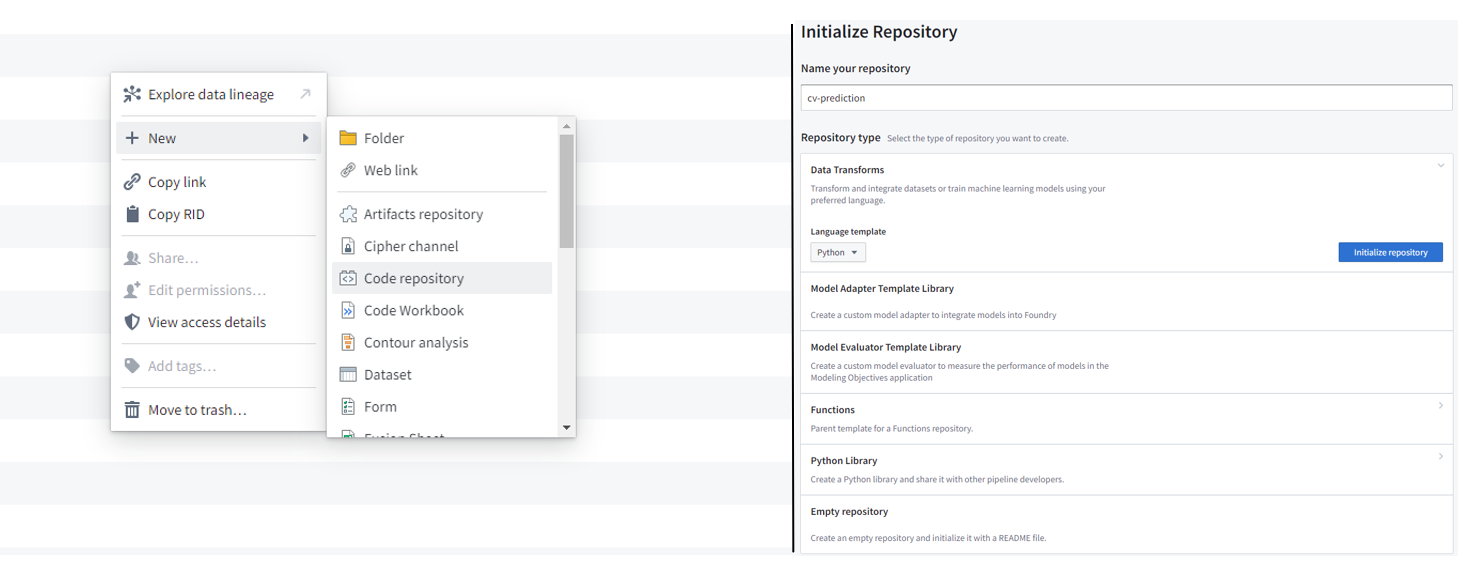 Explore data lineage
New
Copy link
Copy RID
Share…
Edit permissions…
View access details
Add tags…
Move to trash…
Folder
Web link
Artifacts repository
Cipher channel
Code repository
Code Workbook
Contour analysis
Dataset
Form
Fusion Sheet
Initialize Repository
Name your repository
cv-prediction
Repository type Select the type of repository you want to create.
Data Transforms
Transform and integrate datasets or train machine learning models using your
preferred language.
Language template
Python
Initialize repository
Model Adapter Template Library
Create a custom model adapter to integrate models into Foundry
Model Evaluator Template Library
Create a custom model evaluator to measure the performance of models in the
Modeling Objectives application
Functions
Parent template for a Functions repository.
Python Library
Create a Python library and share it with other pipeline developers.
Empty repository
Create an empty repository and initialize it with a README file.